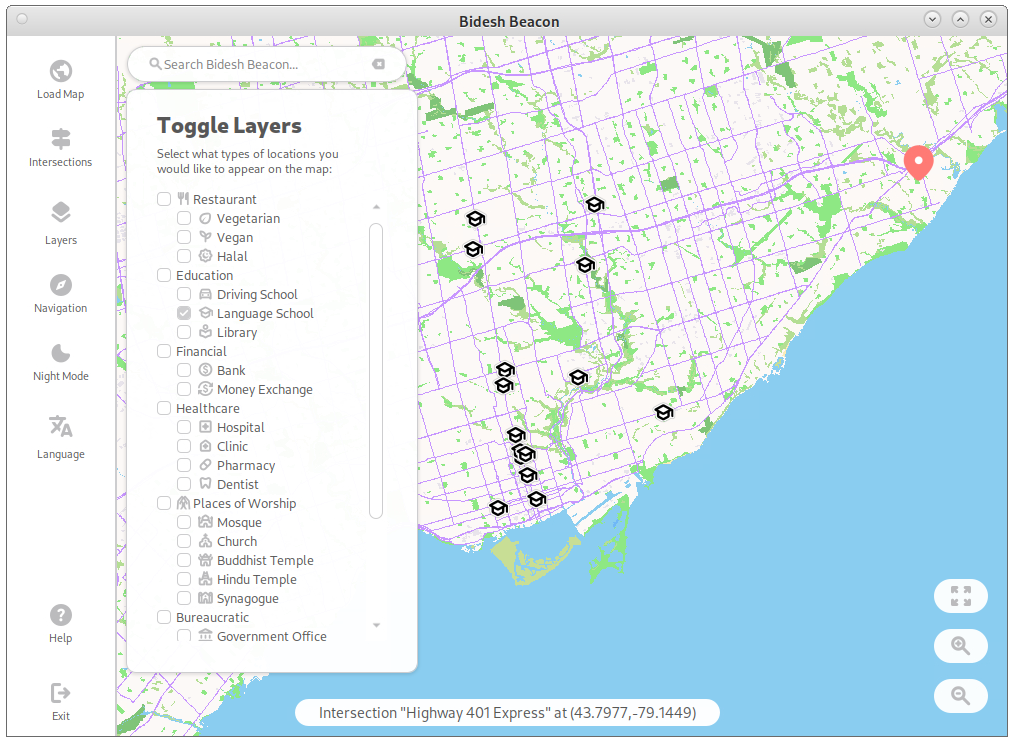 Bidesh Beacon
Search Bidesh Beacon...
Load Map
Intersections
Layers
Navigation
Night Mode
Language
Help
Exit
Toggle Layers
Select what types of locations you
would like to appear on the map:
Restaurant
Vegetarian
Vegan
Halal
Education
Driving School
Language School
Library
Financial
Bank
Money Exchange
Healthcare
Hospital
Clinic
Pharmacy
Dentist
Places of Worship
Mosque
Church
Buddhist Temple
Hindu Temple
Synagogue
Bureaucratic
Government Office
Intersection "Highway 401 Express" at (43.7977,-79.1449)